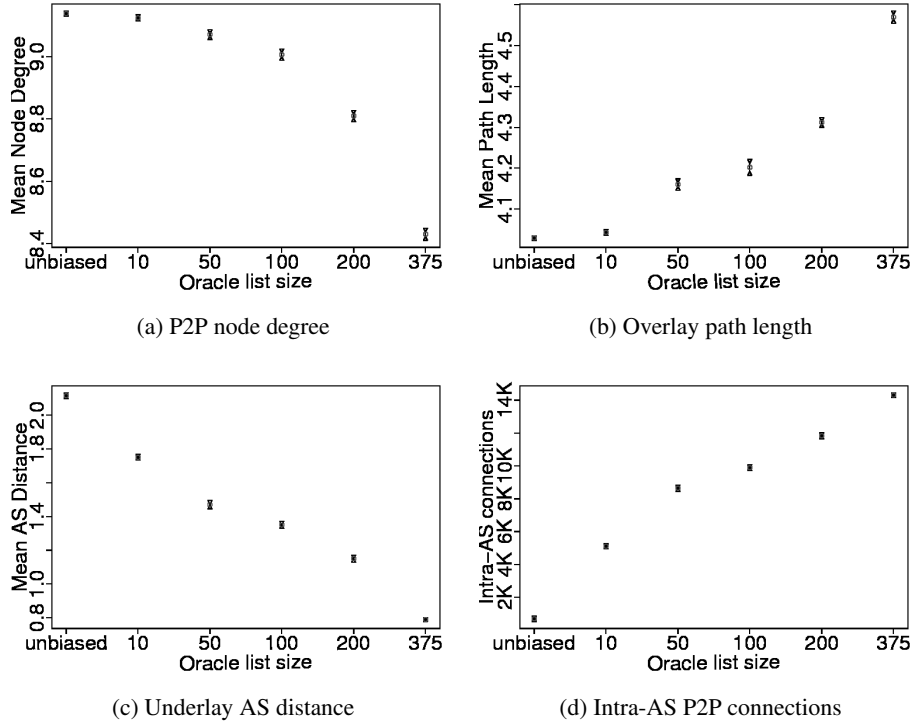 Mean Node Degree
9.0
8.8
8.6
8.4
unbiased 10 50 100 200 375
Oracle list size
(a) P2P node degree
Mean Path Length
4.5
4.3
4.2
4.1
unbiased 10 50 100 200 375
Oracle list size
(b) Overlay path length
Mean AS Distance
2.0
1.8
1.4
1.0
0.8
unbiased 10 50 100 200 375
Oracle list size
(c) Underlay AS distance
Intra-AS connections
14K
10K
8K
6K
4K
2K
unbiased 10 50 100 200 375
Oracle list size
(d) Intra-AS P2P connections